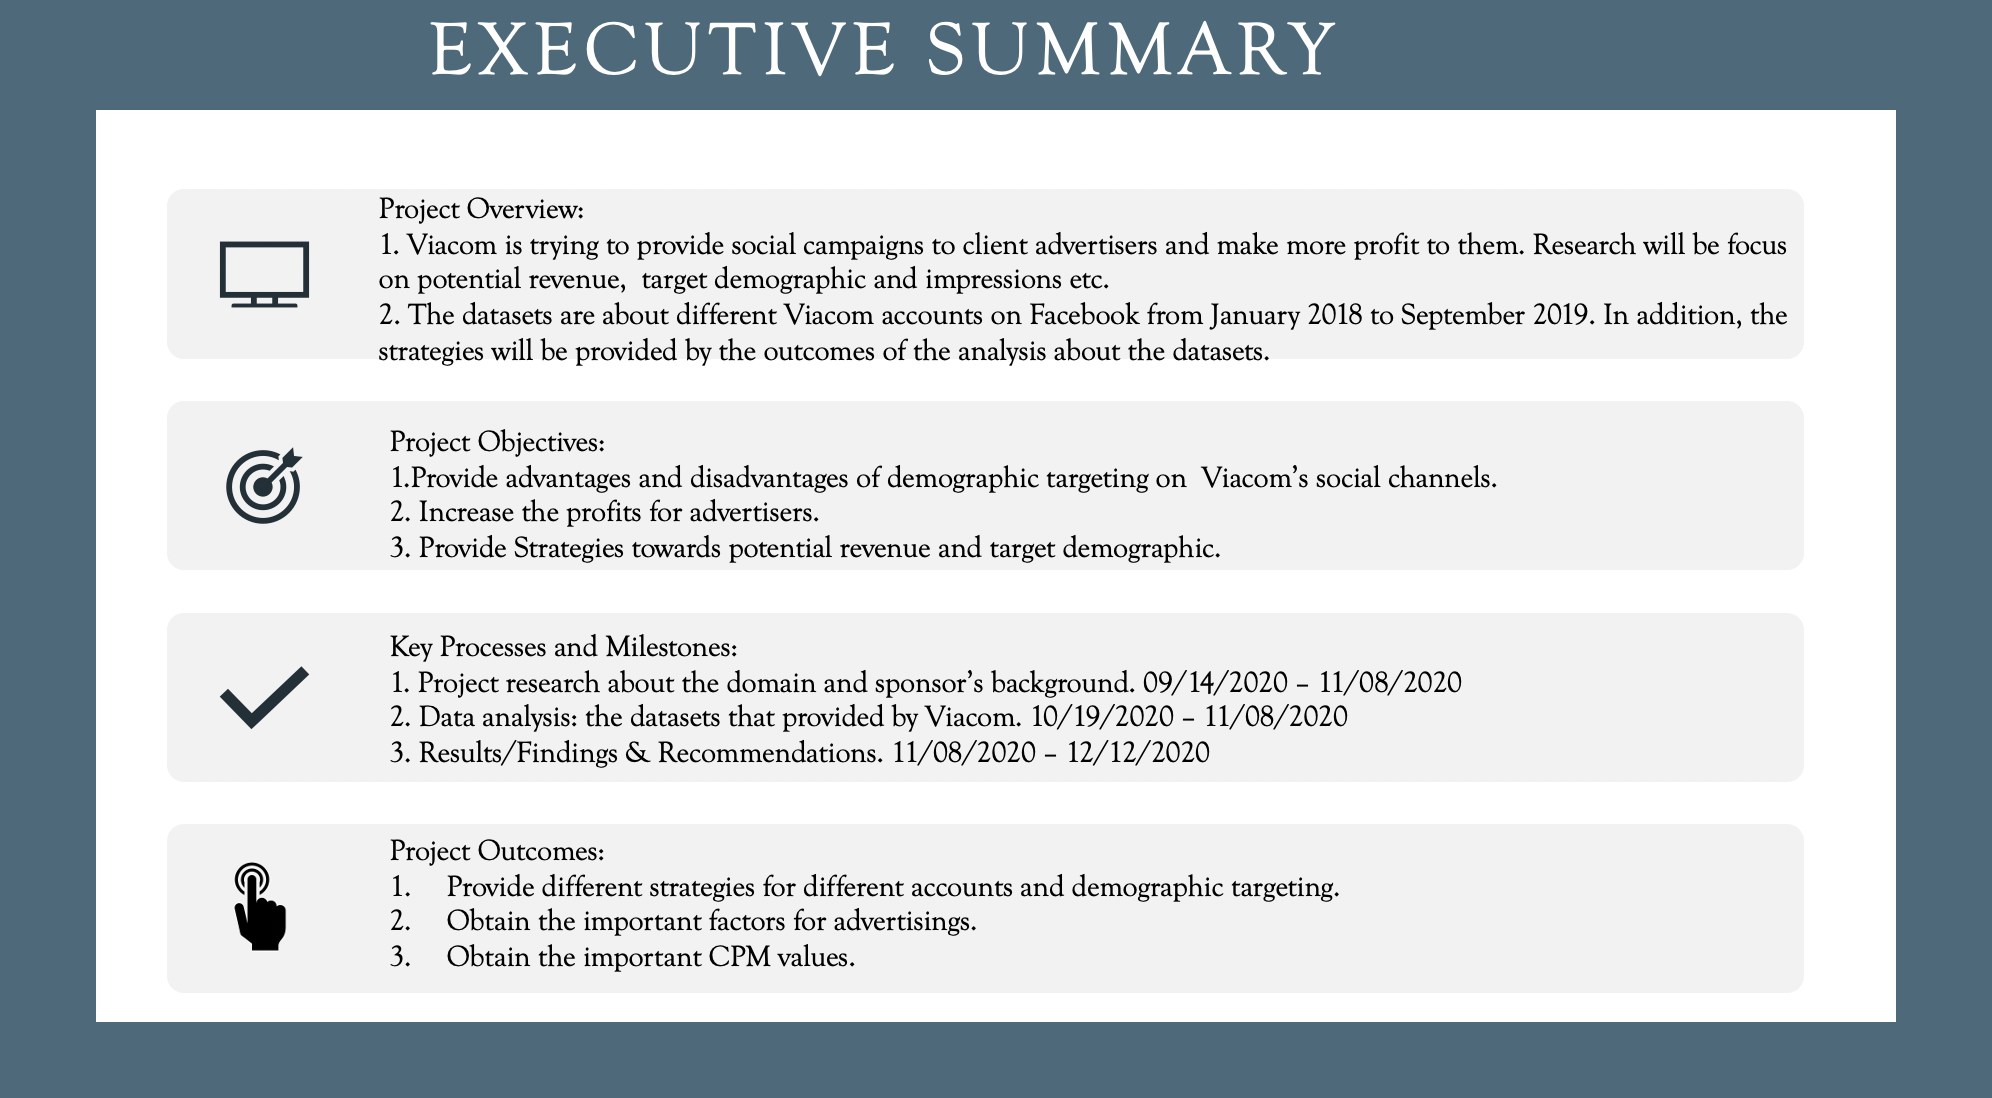 EXECUTIVE SUMMARY
Project Overview:
1. Viacom is trying to provide social campaigns to client advertisers and make more profit to them. Research will be focus
on potential revenue,  target demographic and impressions etc.
2. The datasets are about different Viacom accounts on Facebook from January 2018 to September 2019. In addition, the
strategies will be provided by the outcomes of the analysis about the datasets.
Project Objectives:
1.Provide advantages and disadvantages of demographic targeting on  Viacom’s social channels.
2. Increase the profits for advertisers.
3. Provide Strategies towards potential revenue and target demographic.
Key Processes and Milestones:
1. Project research about the domain and sponsor’s background. 09/14/2020 – 11/08/2020
2. Data analysis: the datasets that provided by Viacom. 10/19/2020 – 11/08/2020
3. Results/Findings & Recommendations. 11/08/2020 – 12/12/2020
Project Outcomes:
1. Provide different strategies for different accounts and demographic targeting.
2. Obtain the important factors for advertisings.
3. Obtain the important CPM values.